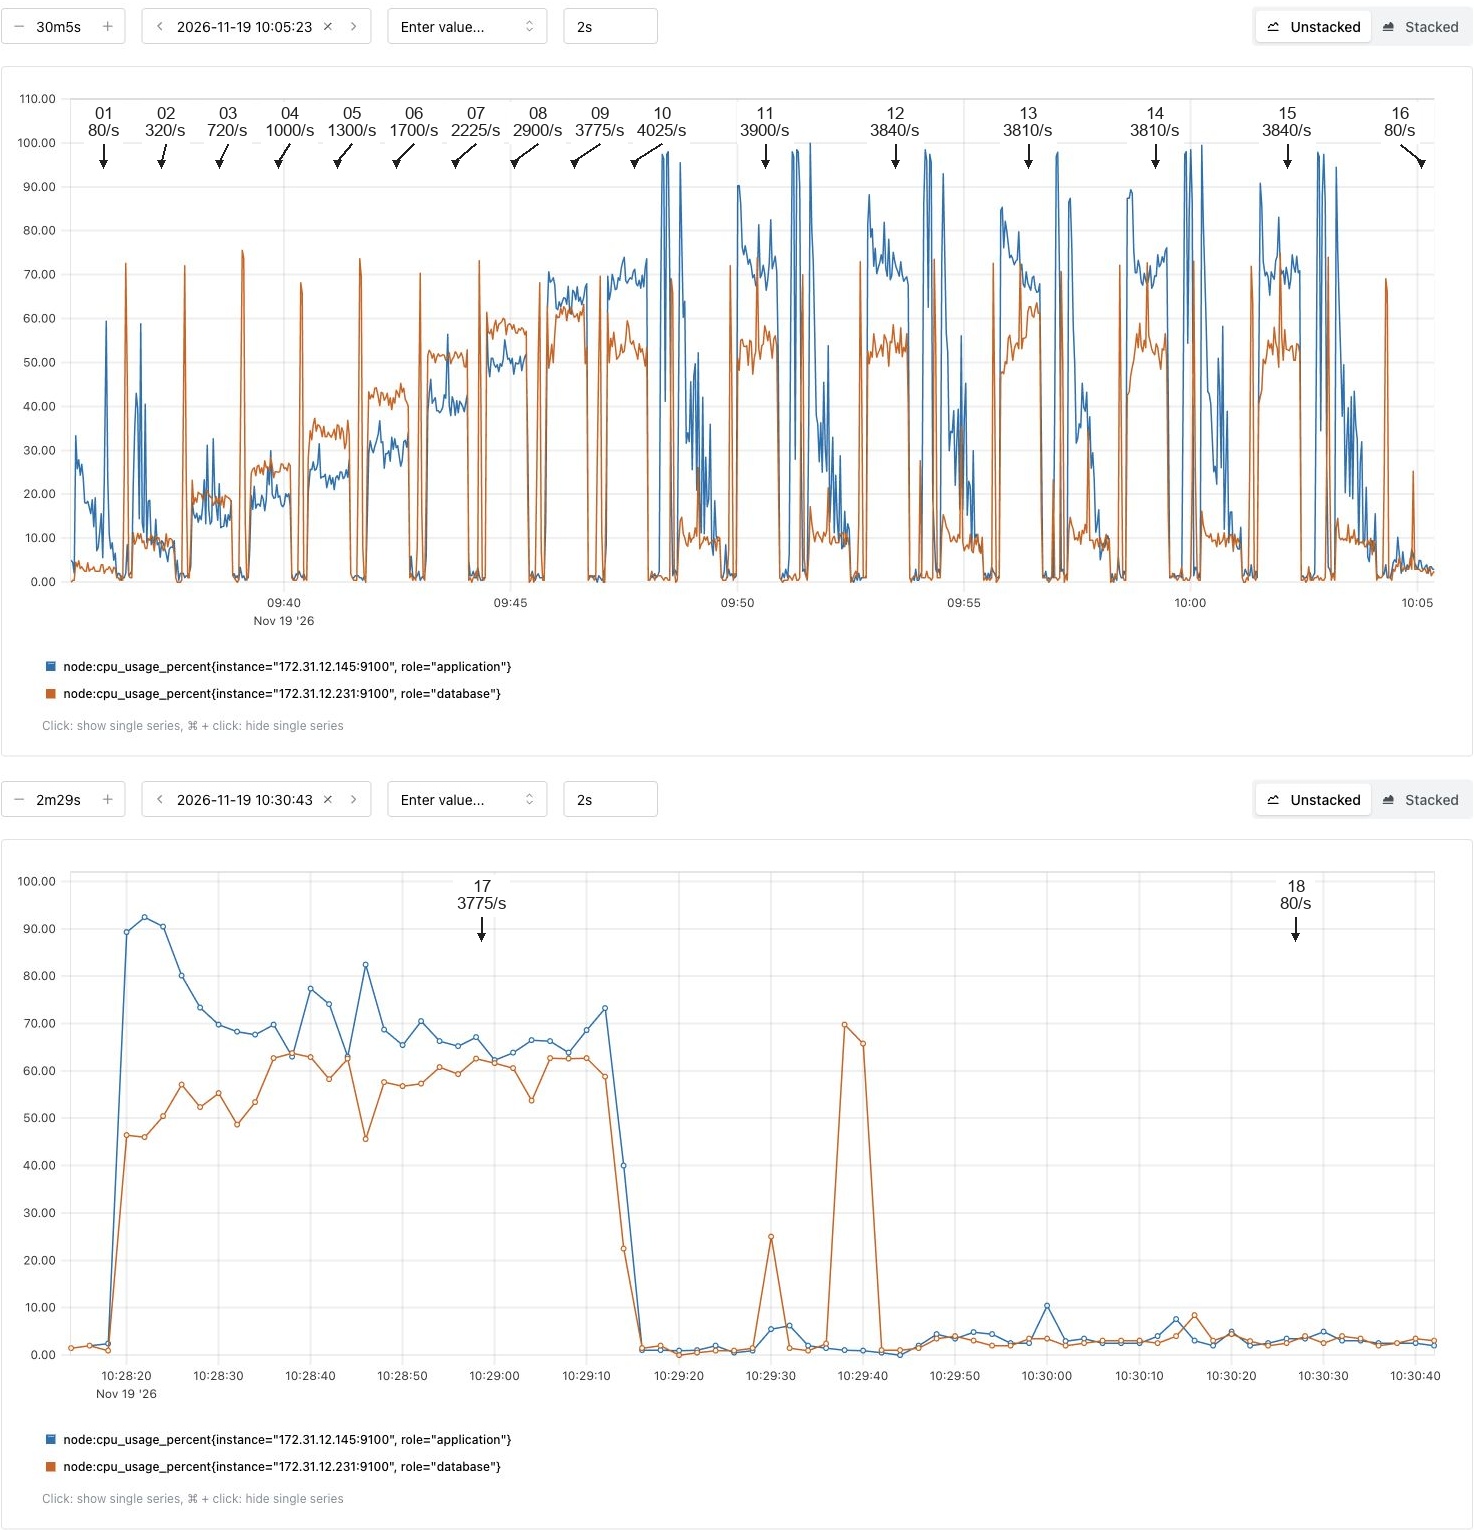 30m5s 2026-11-19 10:05:23 Enter value... 2s Unstacked Stacked
01 02 03 04 05 06 07 08 09 10 11 12 13 14 15 16
80/s 320/s 720/s 1000/s 1300/s 1700/s 2225/s 2900/s 3775/s 4025/s 3900/s 3840/s 3810/s 3810/s 3840/s 80/s
110.00
100.00
90.00
80.00
70.00
60.00
50.00
40.00
30.00
20.00
10.00
0.00
09:40 09:45 09:50 09:55 10:00 10:05
Nov 19 '26
node:cpu_usage_percent{instance="172.31.12.145:9100", role="application"}
node:cpu_usage_percent{instance="172.31.12.231:9100", role="database"}
Click: show single series, ⌘ + click: hide single series
2m29s 2026-11-19 10:30:43 Enter value... 2s Unstacked Stacked
17 18
3775/s 80/s
100.00
90.00
80.00
70.00
60.00
50.00
40.00
30.00
20.00
10.00
0.00
10:28:20 10:28:30 10:28:40 10:28:50 10:29:00 10:29:10 10:29:20 10:29:30 10:29:40 10:29:50 10:30:00 10:30:10 10:30:20 10:30:30 10:30:40
Nov 19 '26
node:cpu_usage_percent{instance="172.31.12.145:9100", role="application"}
node:cpu_usage_percent{instance="172.31.12.231:9100", role="database"}
Click: show single series, ⌘ + click: hide single series